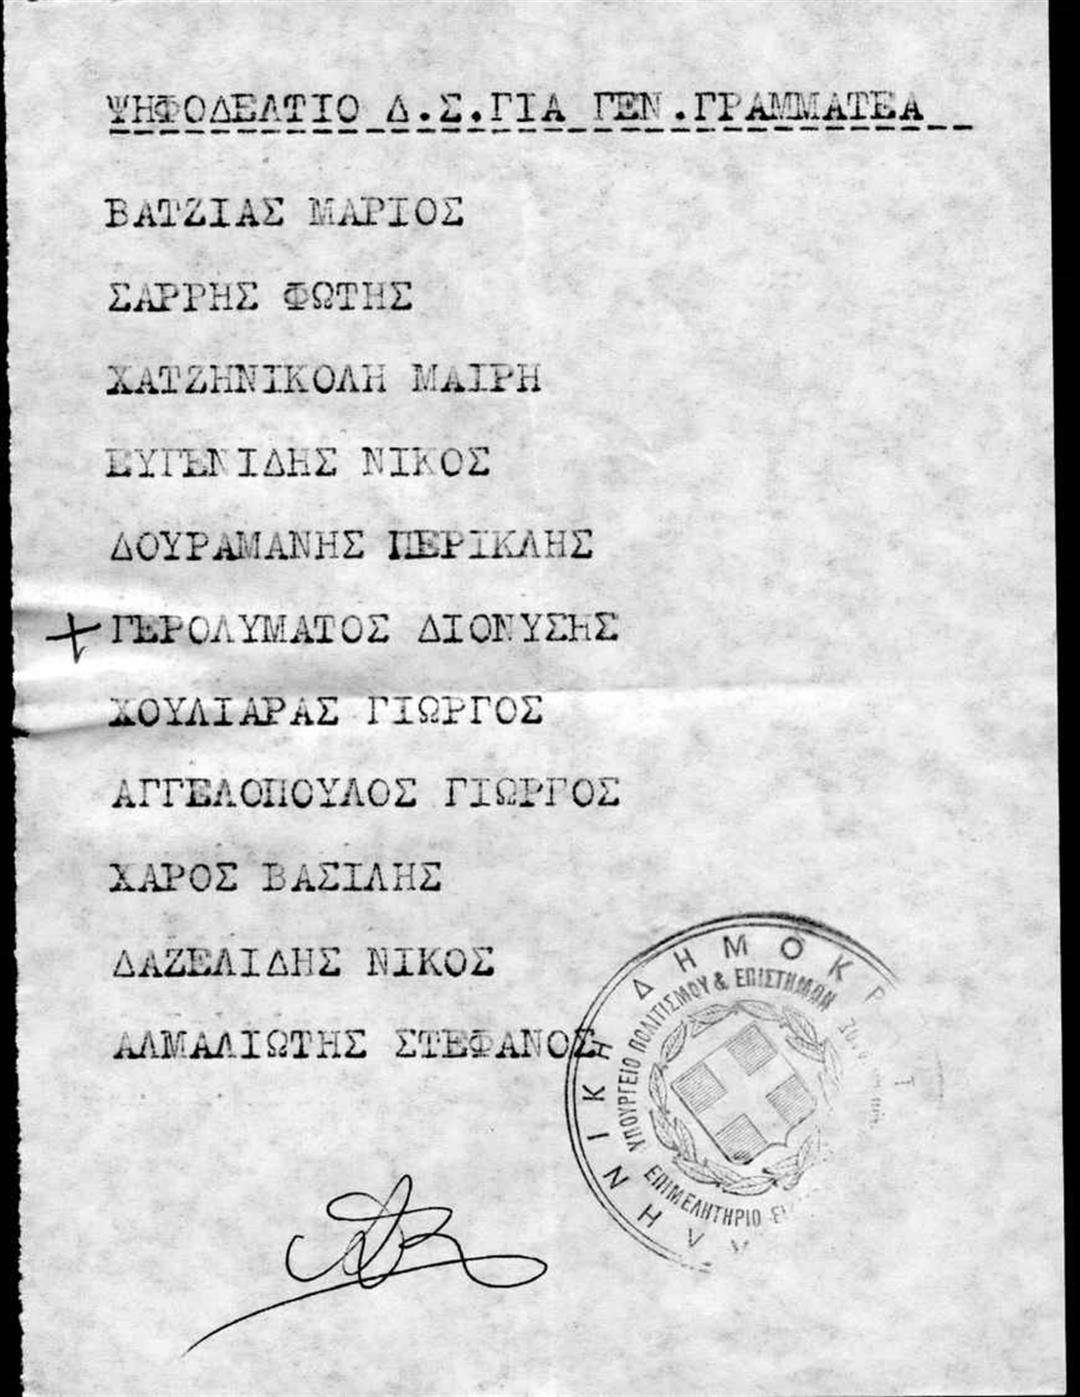 ΨΗΦΟΔΕΛΤΙΟ Δ.Σ.ΓΙΑ ΓΕΝ.ΓΡΑΜΜΑΤΕΑ
ΒΑΤΖΙΑΣ ΜΑΡΙΟΣ
ΣΑΡΡΗΣ ΦΩΤΗΣ
ΧΑΤΖΗΝΙΚΟΛΗ ΜΑΙΡΗ
ΕΥΓΕΝΙΔΗΣ ΝΙΚΟΣ
ΔΟΥΡΑΜΑΝΗΣ ΠΕΡΙΚΛΗΣ
+ ΓΕΡΟΛΥΜΑΤΟΣ ΔΙΟΝΥΣΗΣ
ΧΟΥΛΙΑΡΑΣ ΓΙΩΡΓΟΣ
ΑΓΓΕΛΟΠΟΥΛΟΣ ΓΙΩΡΓΟΣ
ΧΑΡΟΣ ΒΑΣΙΛΗΣ
ΔΑΖΕΛΙΔΗΣ ΝΙΚΟΣ
ΑΛΜΑΛΙΩΤΗΣ ΣΤΕΦΑΝΟΣ
ΥΠΟΥΡΓΕΙΟ ΠΟΛΙΤΙΣΜΟΥ & ΕΠΙΣΤΗΜΩΝ
ΕΠΙΜΕΛΗΤΗΡΙΟ